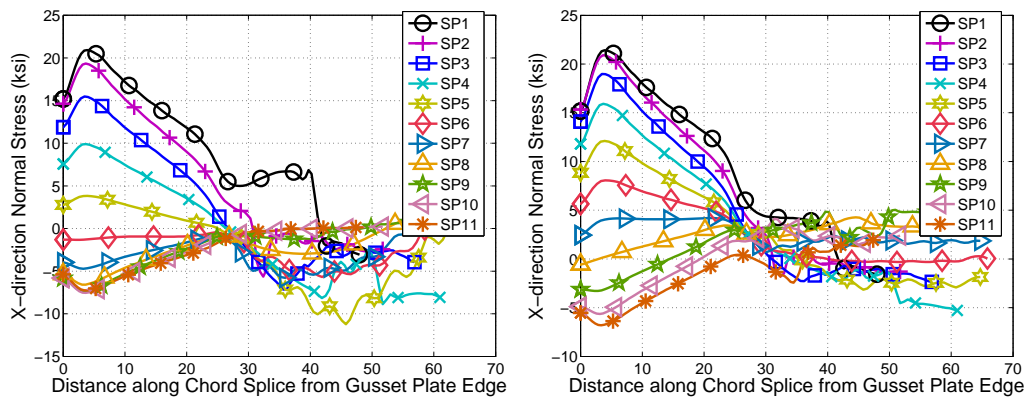 X−direction Normal Stress (ksi)
25
20
15
10
5
0
−5
−10
−15
0 10 20 30 40 50 60 70
Distance along Chord Splice from Gusset Plate Edge
SP1
SP2
SP3
SP4
SP5
SP6
SP7
SP8
SP9
SP10
SP11
X−direction Normal Stress (ksi)
25
20
15
10
5
0
−5
−10
0 10 20 30 40 50 60 70
Distance along Chord Splice from Gusset Plate Edge
SP1
SP2
SP3
SP4
SP5
SP6
SP7
SP8
SP9
SP10
SP11